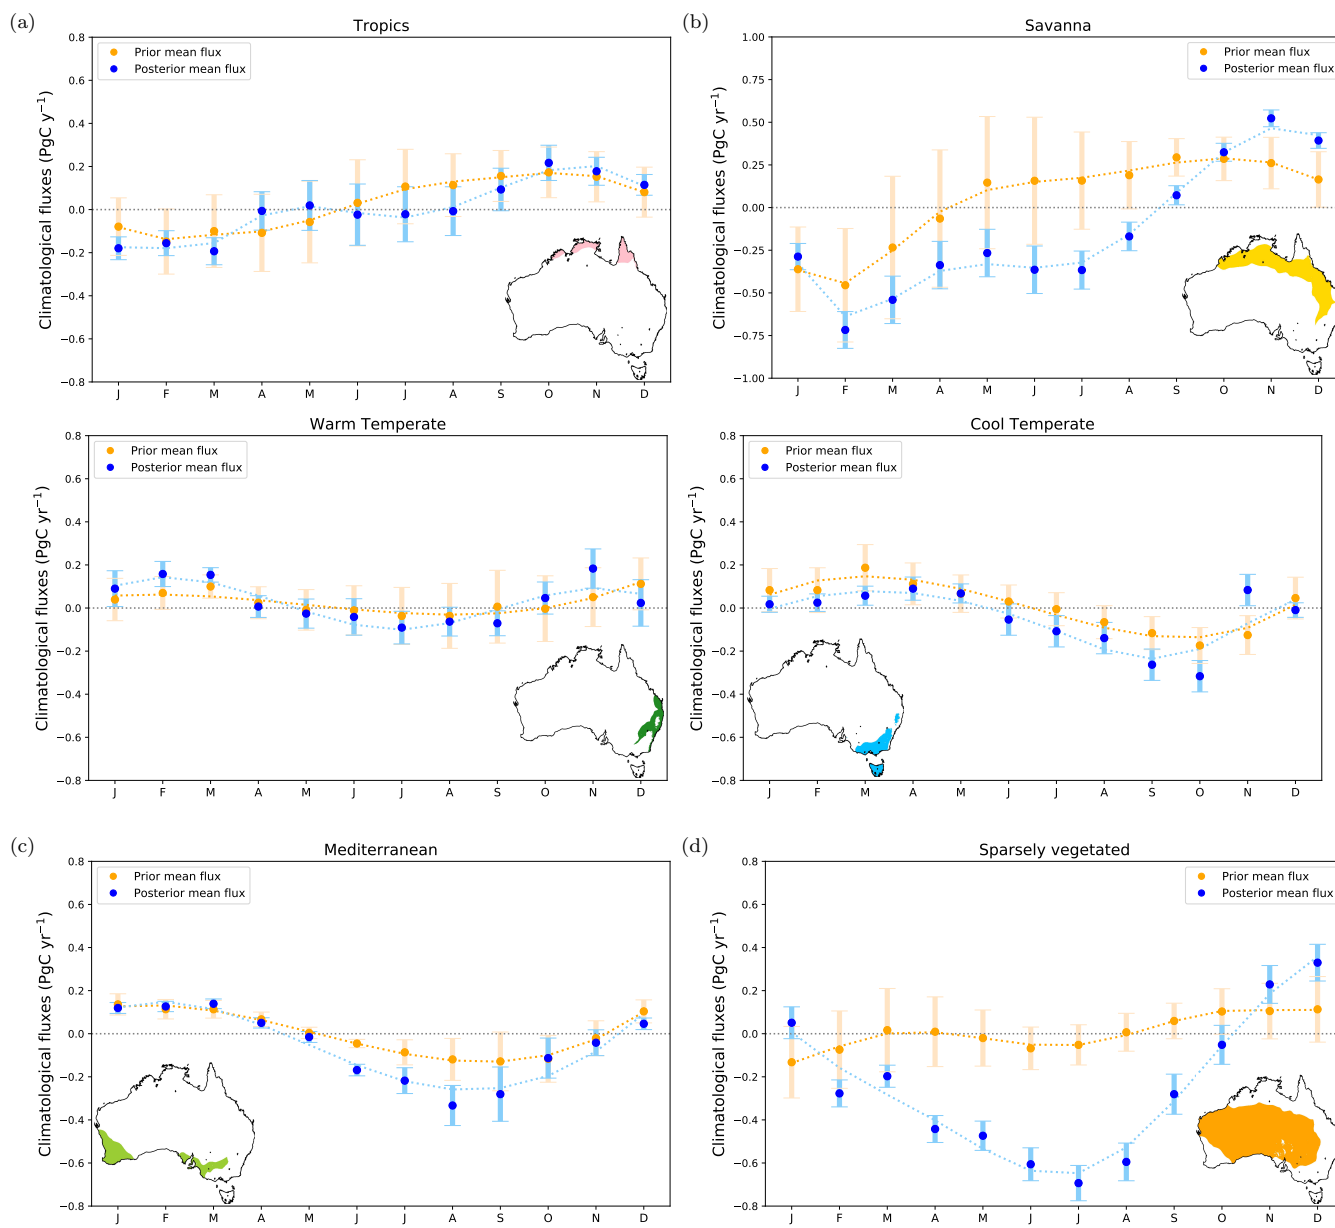 (a)
Tropics
Prior mean flux
Posterior mean flux
Climatological fluxes (PgC y⁻¹)
0.8
0.6
0.4
0.2
0.0
−0.2
−0.4
−0.6
−0.8
J F M A M J J A S O N D
(b)
Savanna
Prior mean flux
Posterior mean flux
Climatological fluxes (PgC yr⁻¹)
1.00
0.75
0.50
0.25
0.00
−0.25
−0.50
−0.75
−1.00
J F M A M J J A S O N D
Warm Temperate
Prior mean flux
Posterior mean flux
Climatological fluxes (PgC yr⁻¹)
0.8
0.6
0.4
0.2
0.0
−0.2
−0.4
−0.6
−0.8
J F M A M J J A S O N D
Cool Temperate
Prior mean flux
Posterior mean flux
Climatological fluxes (PgC yr⁻¹)
0.8
0.6
0.4
0.2
0.0
−0.2
−0.4
−0.6
−0.8
J F M A M J J A S O N D
(c)
Mediterranean
Prior mean flux
Posterior mean flux
Climatological fluxes (PgC yr⁻¹)
0.8
0.6
0.4
0.2
0.0
−0.2
−0.4
−0.6
−0.8
J F M A M J J A S O N D
(d)
Sparsely vegetated
Prior mean flux
Posterior mean flux
Climatological fluxes (PgC yr⁻¹)
0.8
0.6
0.4
0.2
0.0
−0.2
−0.4
−0.6
−0.8
J F M A M J J A S O N D